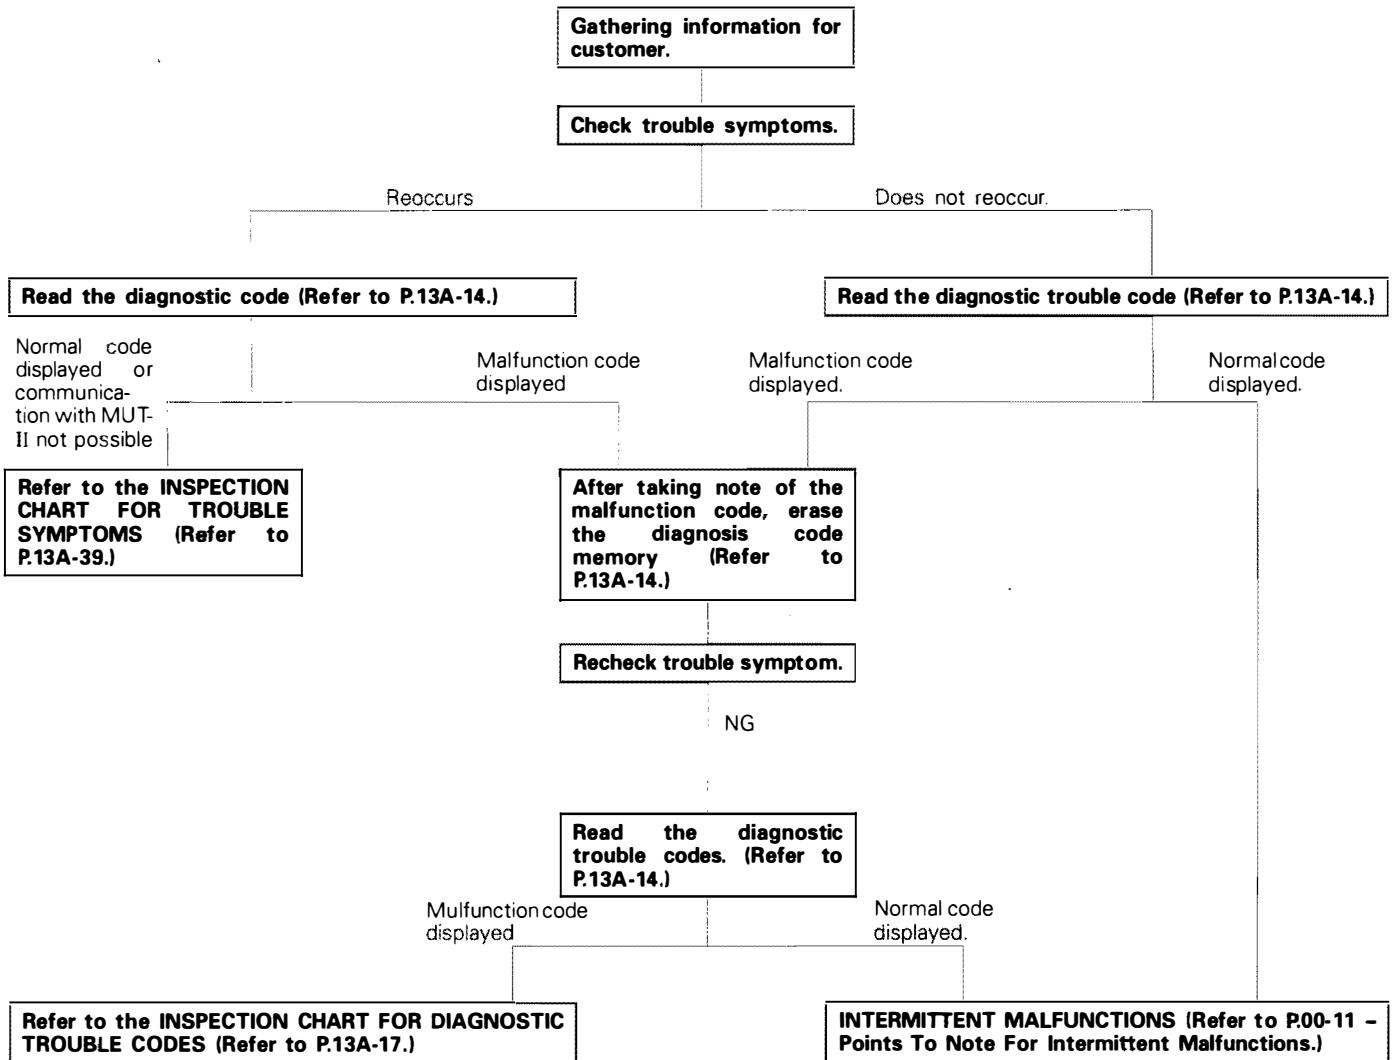 Gathering information for
customer.
Check trouble symptoms.
Reoccurs
Does not reoccur.
Read the diagnostic code (Refer to P.13A-14.)
Read the diagnostic trouble code (Refer to P.13A-14.)
Normal code
displayed or
communica-
tion with MUT-
II not possible
Malfunction code
displayed
Malfunction code
displayed.
Normal code
displayed.
Refer to the INSPECTION
CHART FOR TROUBLE
SYMPTOMS (Refer to
P.13A-39.)
After taking note of the
malfunction code, erase
the diagnosis code
memory (Refer to
P.13A-14.)
Recheck trouble symptom.
NG
Read the diagnostic
trouble codes. (Refer to
P.13A-14.)
Mulfunction code
displayed
Normal code
displayed.
Refer to the INSPECTION CHART FOR DIAGNOSTIC
TROUBLE CODES (Refer to P.13A-17.)
INTERMITTENT MALFUNCTIONS (Refer to P.00-11 –
Points To Note For Intermittent Malfunctions.)